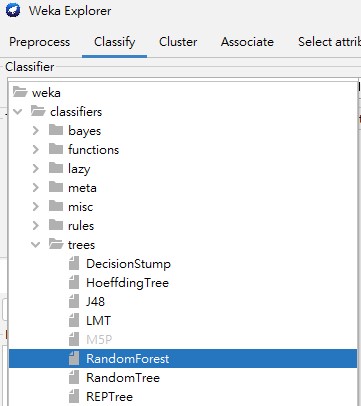 Weka Explorer
Preprocess Classify Cluster Associate Select attrib
Classifier
weka
classifiers
bayes
functions
lazy
meta
misc
rules
trees
DecisionStump
HoeffdingTree
J48
LMT
M5P
RandomForest
RandomTree
REPTree